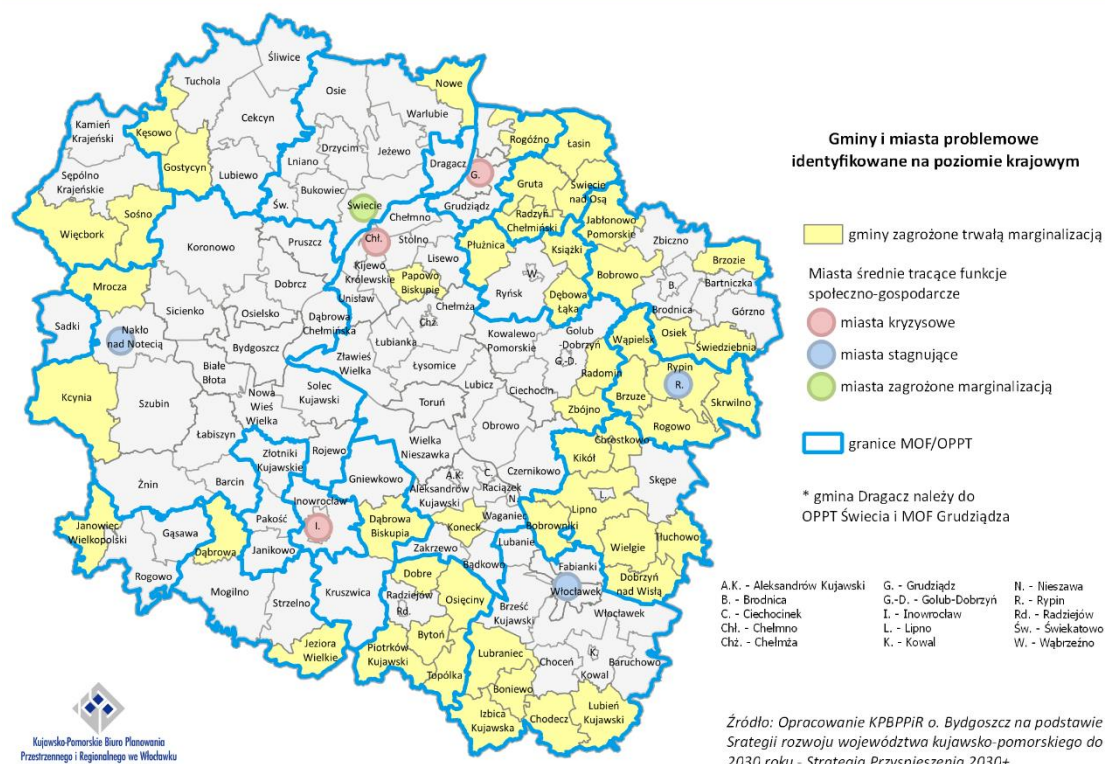 Śliwice
Tuchola
Osie
Nowe
Cekcyn
Warlubie
Kamień
Krajeński
Kęsowo
Rogóźno
Łasin
Drzycim
Jeżewo
Gostycyn
Lniano
Dragacz
G.
Sępólno
Krajeńskie
Lubiewo
Bukowiec
Gruta
Świecie
nad Osą
Św.
Świecie
Grudziądz
Sośno
Chełmno
Radzyń
Chełmiński
Jabłonowo
Pomorskie
Więcbork
Koronowo
Pruszcz
Chł.
Stolno
Płużnica
Książki
Zbiczno
Kijewo
Królewskie
Lisewo
W.
Bobrowo
Brzozie
Mrocza
Dobrcz
Papowo
Biskupie
B.
Bartniczka
Unisław
Chełmża
Ryńsk
Dębowa
Łąka
Brodnica
Górzno
Sicienko
Osielsko
Dąbrowa
Chełmińska
Chż.
Golub
-Dobrzyń
Osiek
Sadki
Nakło
nad Notecią
Kowalewo
Pomorskie
Wąpielsk
Świedziebnia
Bydgoszcz
Łubianka
G.-D.
Rypin
Białe
Błota
Zławieś
Wielka
Łysomice
Radomin
R.
Kcynia
Szubin
Nowa
Wieś
Wielka
Solec
Kujawski
Lubicz
Ciechocin
Brzuze
Skrwilno
Toruń
Zbójno
Rogowo
Łabiszyn
Obrowo
Złotniki
Kujawskie
Rojewo
Wielka
Nieszawka
Chrostkowo
Żnin
Barcin
Gniewkowo
Czernikowo
Kikół
Skępe
A.K.
C.
Aleksandrów
Kujawski
Raciążek
Inowrocław
N.
L.
Lipno
Janowiec
Wielkopolski
Gąsawa
Pakość
I.
Dąbrowa
Biskupia
Koneck
Waganiec
Bobrowniki
Tłuchowo
Dąbrowa
Janikowo
Zakrzewo
Lubanie
Wielgie
Rogowo
Bądkowo
Fabianki
Mogilno
Kruszwica
Dobre
Dobrzyń
nad Wisłą
Strzelno
Radziejów
Osięciny
Włocławek
Rd.
Brześć
Kujawski
Włocławek
Jeziora
Wielkie
Bytoń
Piotrków
Kujawski
Lubraniec
K.
Choceń
Baruchowo
Topólka
Kowal
Boniewo
Izbica
Kujawska
Chodecz
Lubień
Kujawski
Gminy i miasta problemowe
identyfikowane na poziomie krajowym
gminy zagrożone trwałą marginalizacją
Miasta średnie tracące funkcje
społeczno-gospodarcze
miasta kryzysowe
miasta stagnujące
miasta zagrożone marginalizacją
granice MOF/OPPT
* gmina Dragacz należy do
OPPT Świecia i MOF Grudziądza
A.K. - Aleksandrów Kujawski
B. - Brodnica
C. - Ciechocinek
Chł. - Chełmno
Chż. - Chełmża
G. - Grudziądz
G.-D. - Golub-Dobrzyń
I. - Inowrocław
L. - Lipno
K. - Kowal
N. - Nieszawa
R. - Rypin
Rd. - Radziejów
Św. - Świekatowo
W. - Wąbrzeźno
Kujawsko-Pomorskie Biuro Planowania
Przestrzennego i Regionalnego we Włocławku
Źródło: Opracowanie KPBPPiR o. Bydgoszcz na podstawie
Srategii rozwoju województwa kujawsko-pomorskiego do
2030 roku - Strategia Przyspieszenia 2030+